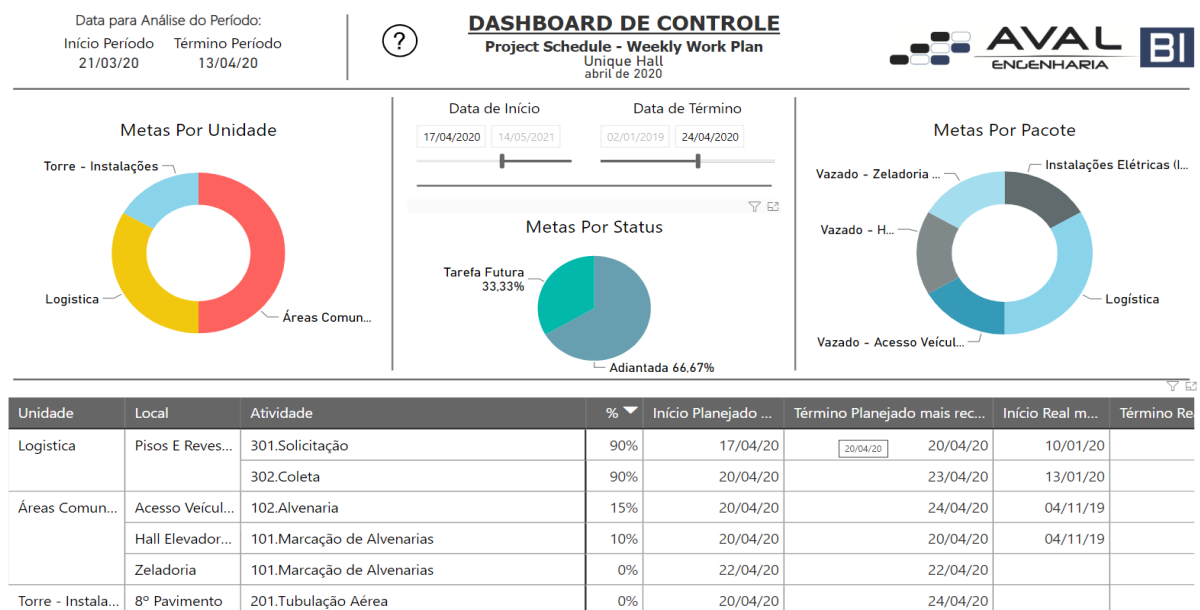 Data para Análise do Período:
Início Período Término Período
21/03/20 13/04/20
?
DASHBOARD DE CONTROLE
Project Schedule - Weekly Work Plan
Unique Hall
abril de 2020
AVAL
ENGENHARIA
BI
Metas Por Unidade
Torre - Instalações
Logistica
Áreas Comun...
Data de Início Data de Término
17/04/2020 14/05/2021 02/01/2019 24/04/2020
Metas Por Status
Tarefa Futura
33,33%
Adiantada 66,67%
Metas Por Pacote
Instalações Elétricas (I...
Vazado - Zeladoria ...
Vazado - H...
Logística
Vazado - Acesso Veícul...
Unidade Local Atividade % Início Planejado ... Término Planejado mais rec... Início Real m... Término Re
Logistica Pisos E Reves... 301.Solicitação 90% 17/04/20 20/04/20 20/04/20 10/01/20
302.Coleta 90% 20/04/20 23/04/20 13/01/20
Áreas Comun... Acesso Veícul... 102.Alvenaria 15% 20/04/20 24/04/20 04/11/19
Hall Elevador... 101.Marcação de Alvenarias 10% 20/04/20 20/04/20 04/11/19
Zeladoria 101.Marcação de Alvenarias 0% 22/04/20 22/04/20
Torre - Instala... 8º Pavimento 201.Tubulação Aérea 0% 20/04/20 24/04/20